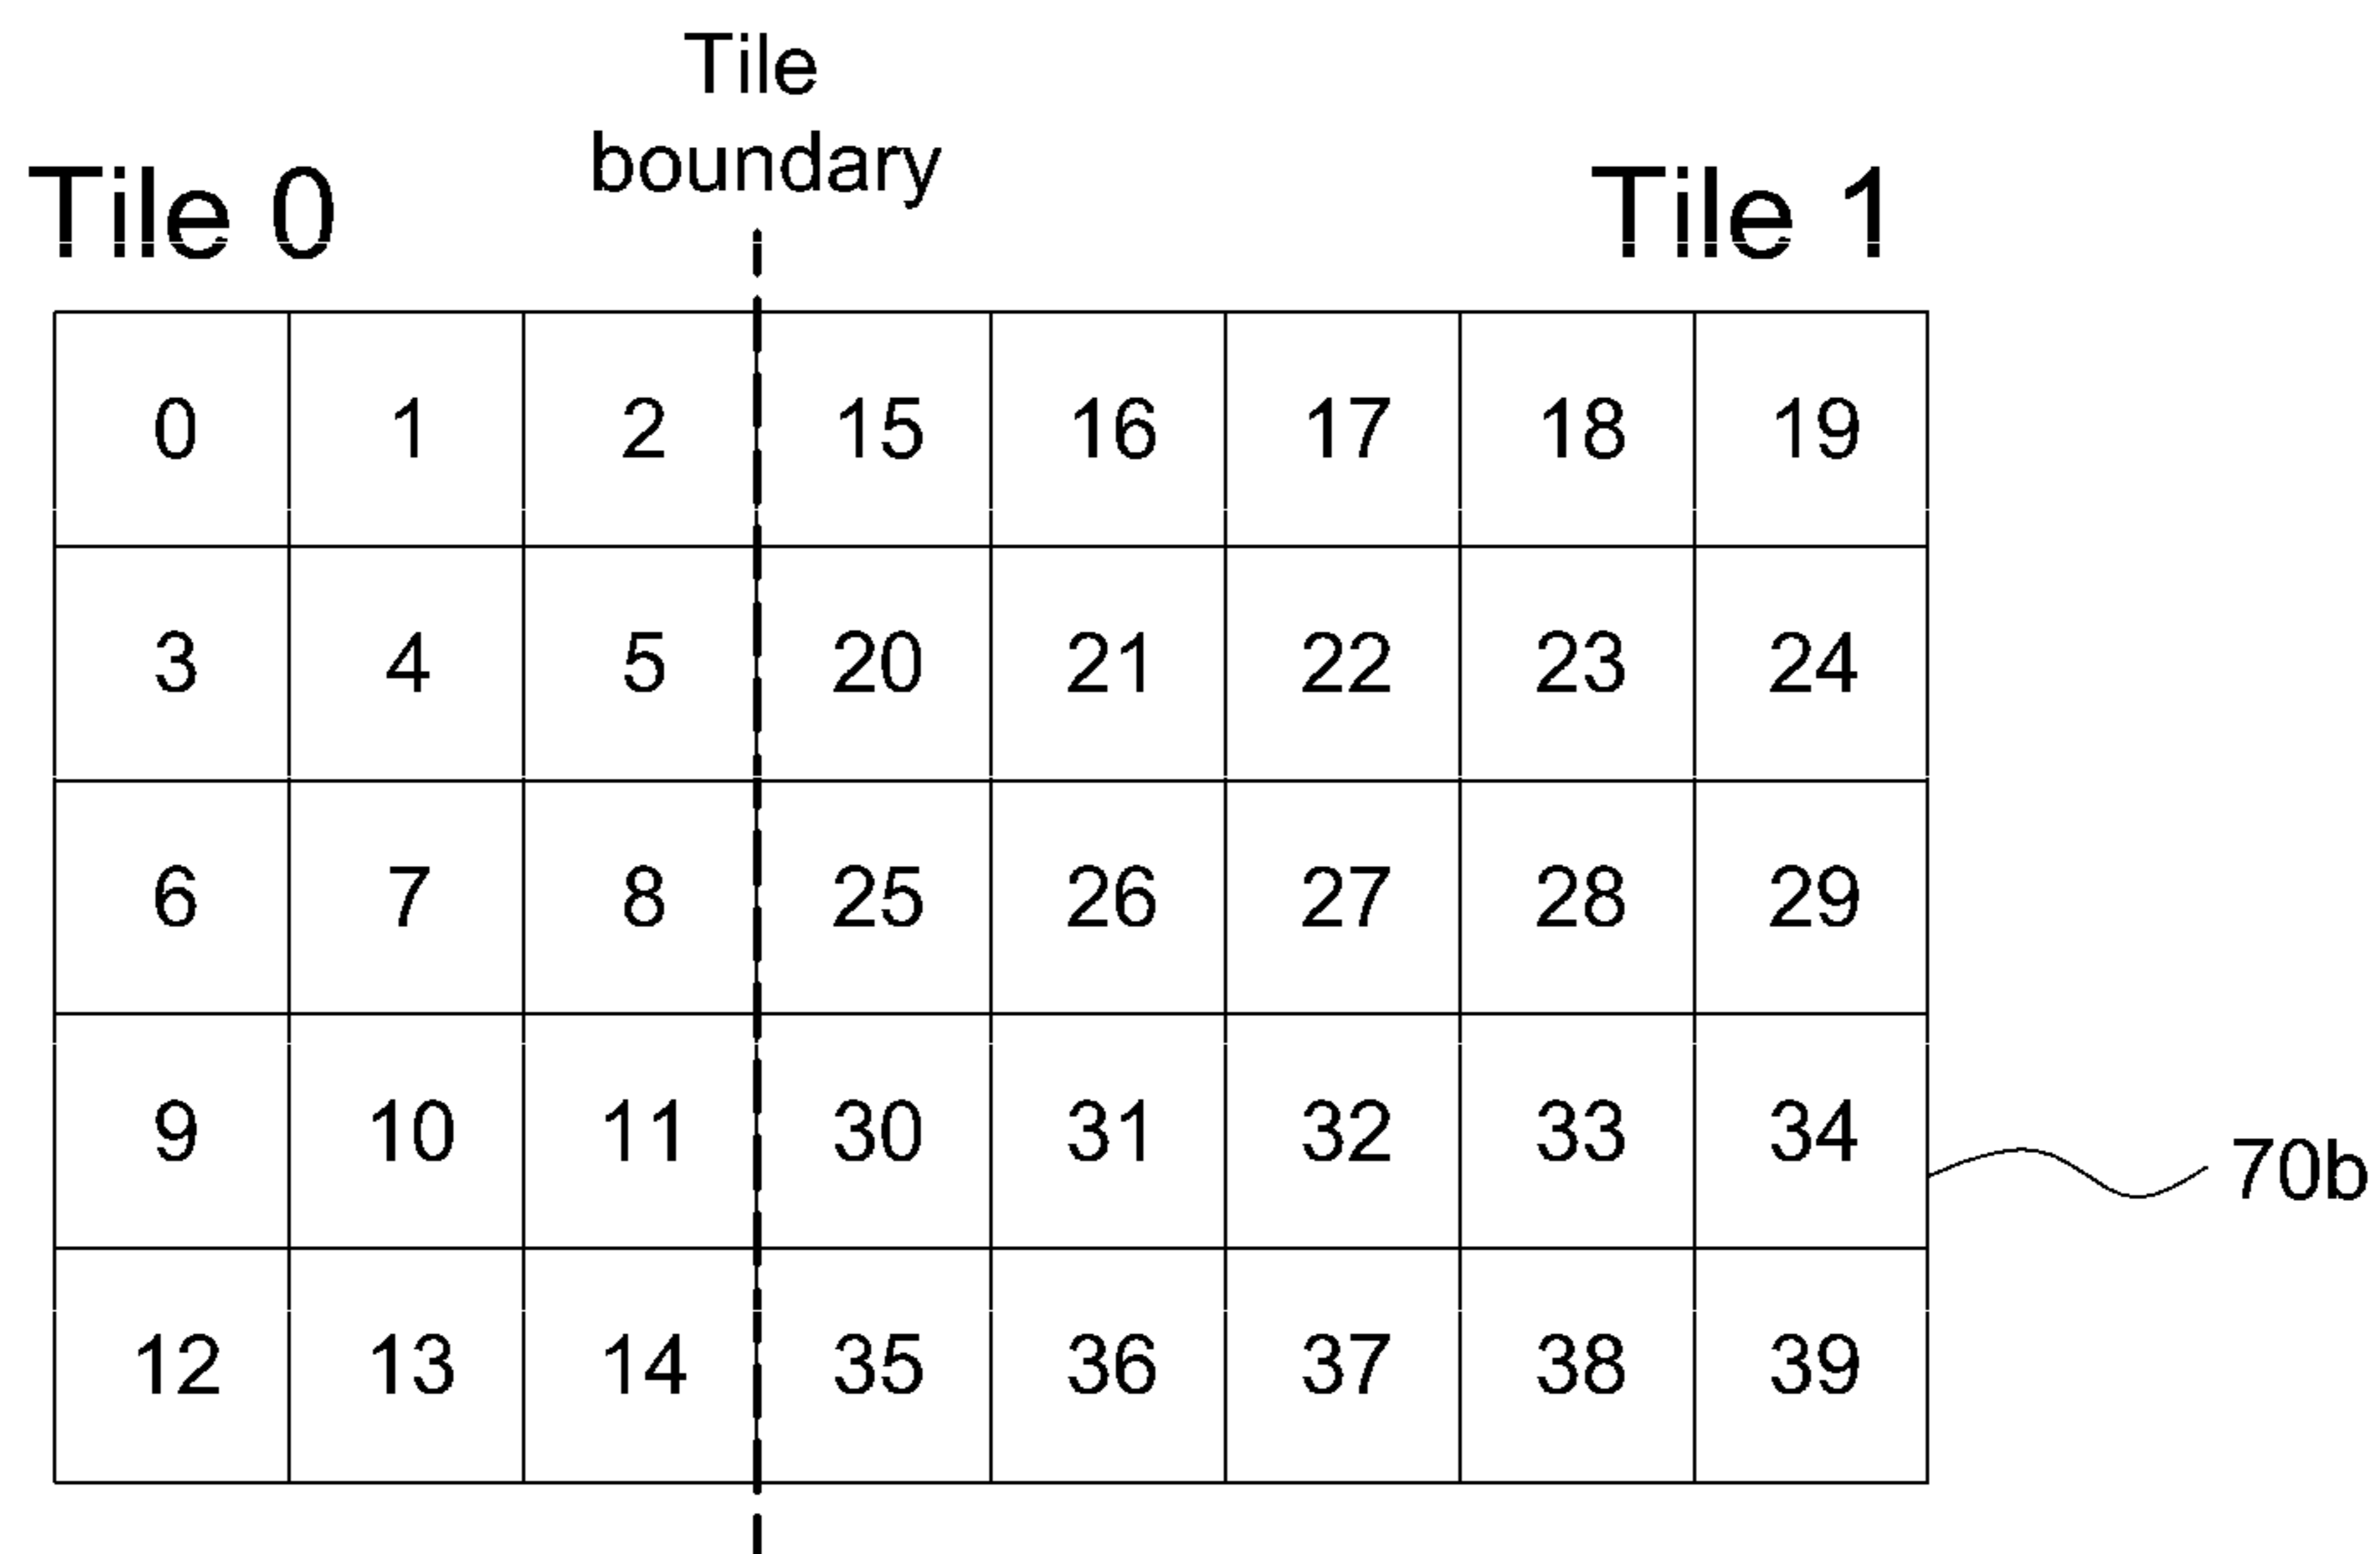 Tile
boundary
Tile 0
Tile 1
0 1 2 15 16 17 18 19
3 4 5 20 21 22 23 24
6 7 8 25 26 27 28 29
9 10 11 30 31 32 33 34
70b
12 13 14 35 36 37 38 39